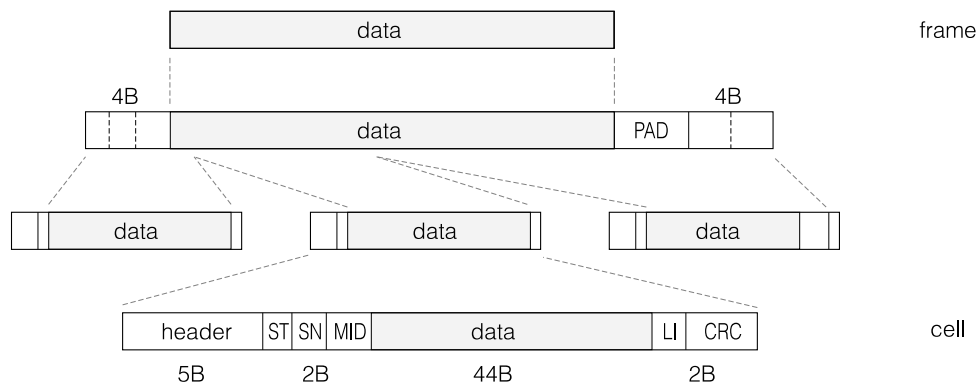 data frame
4B 4B
data PAD
data data data
header ST SN MID data LI CRC cell
5B 2B 44B 2B